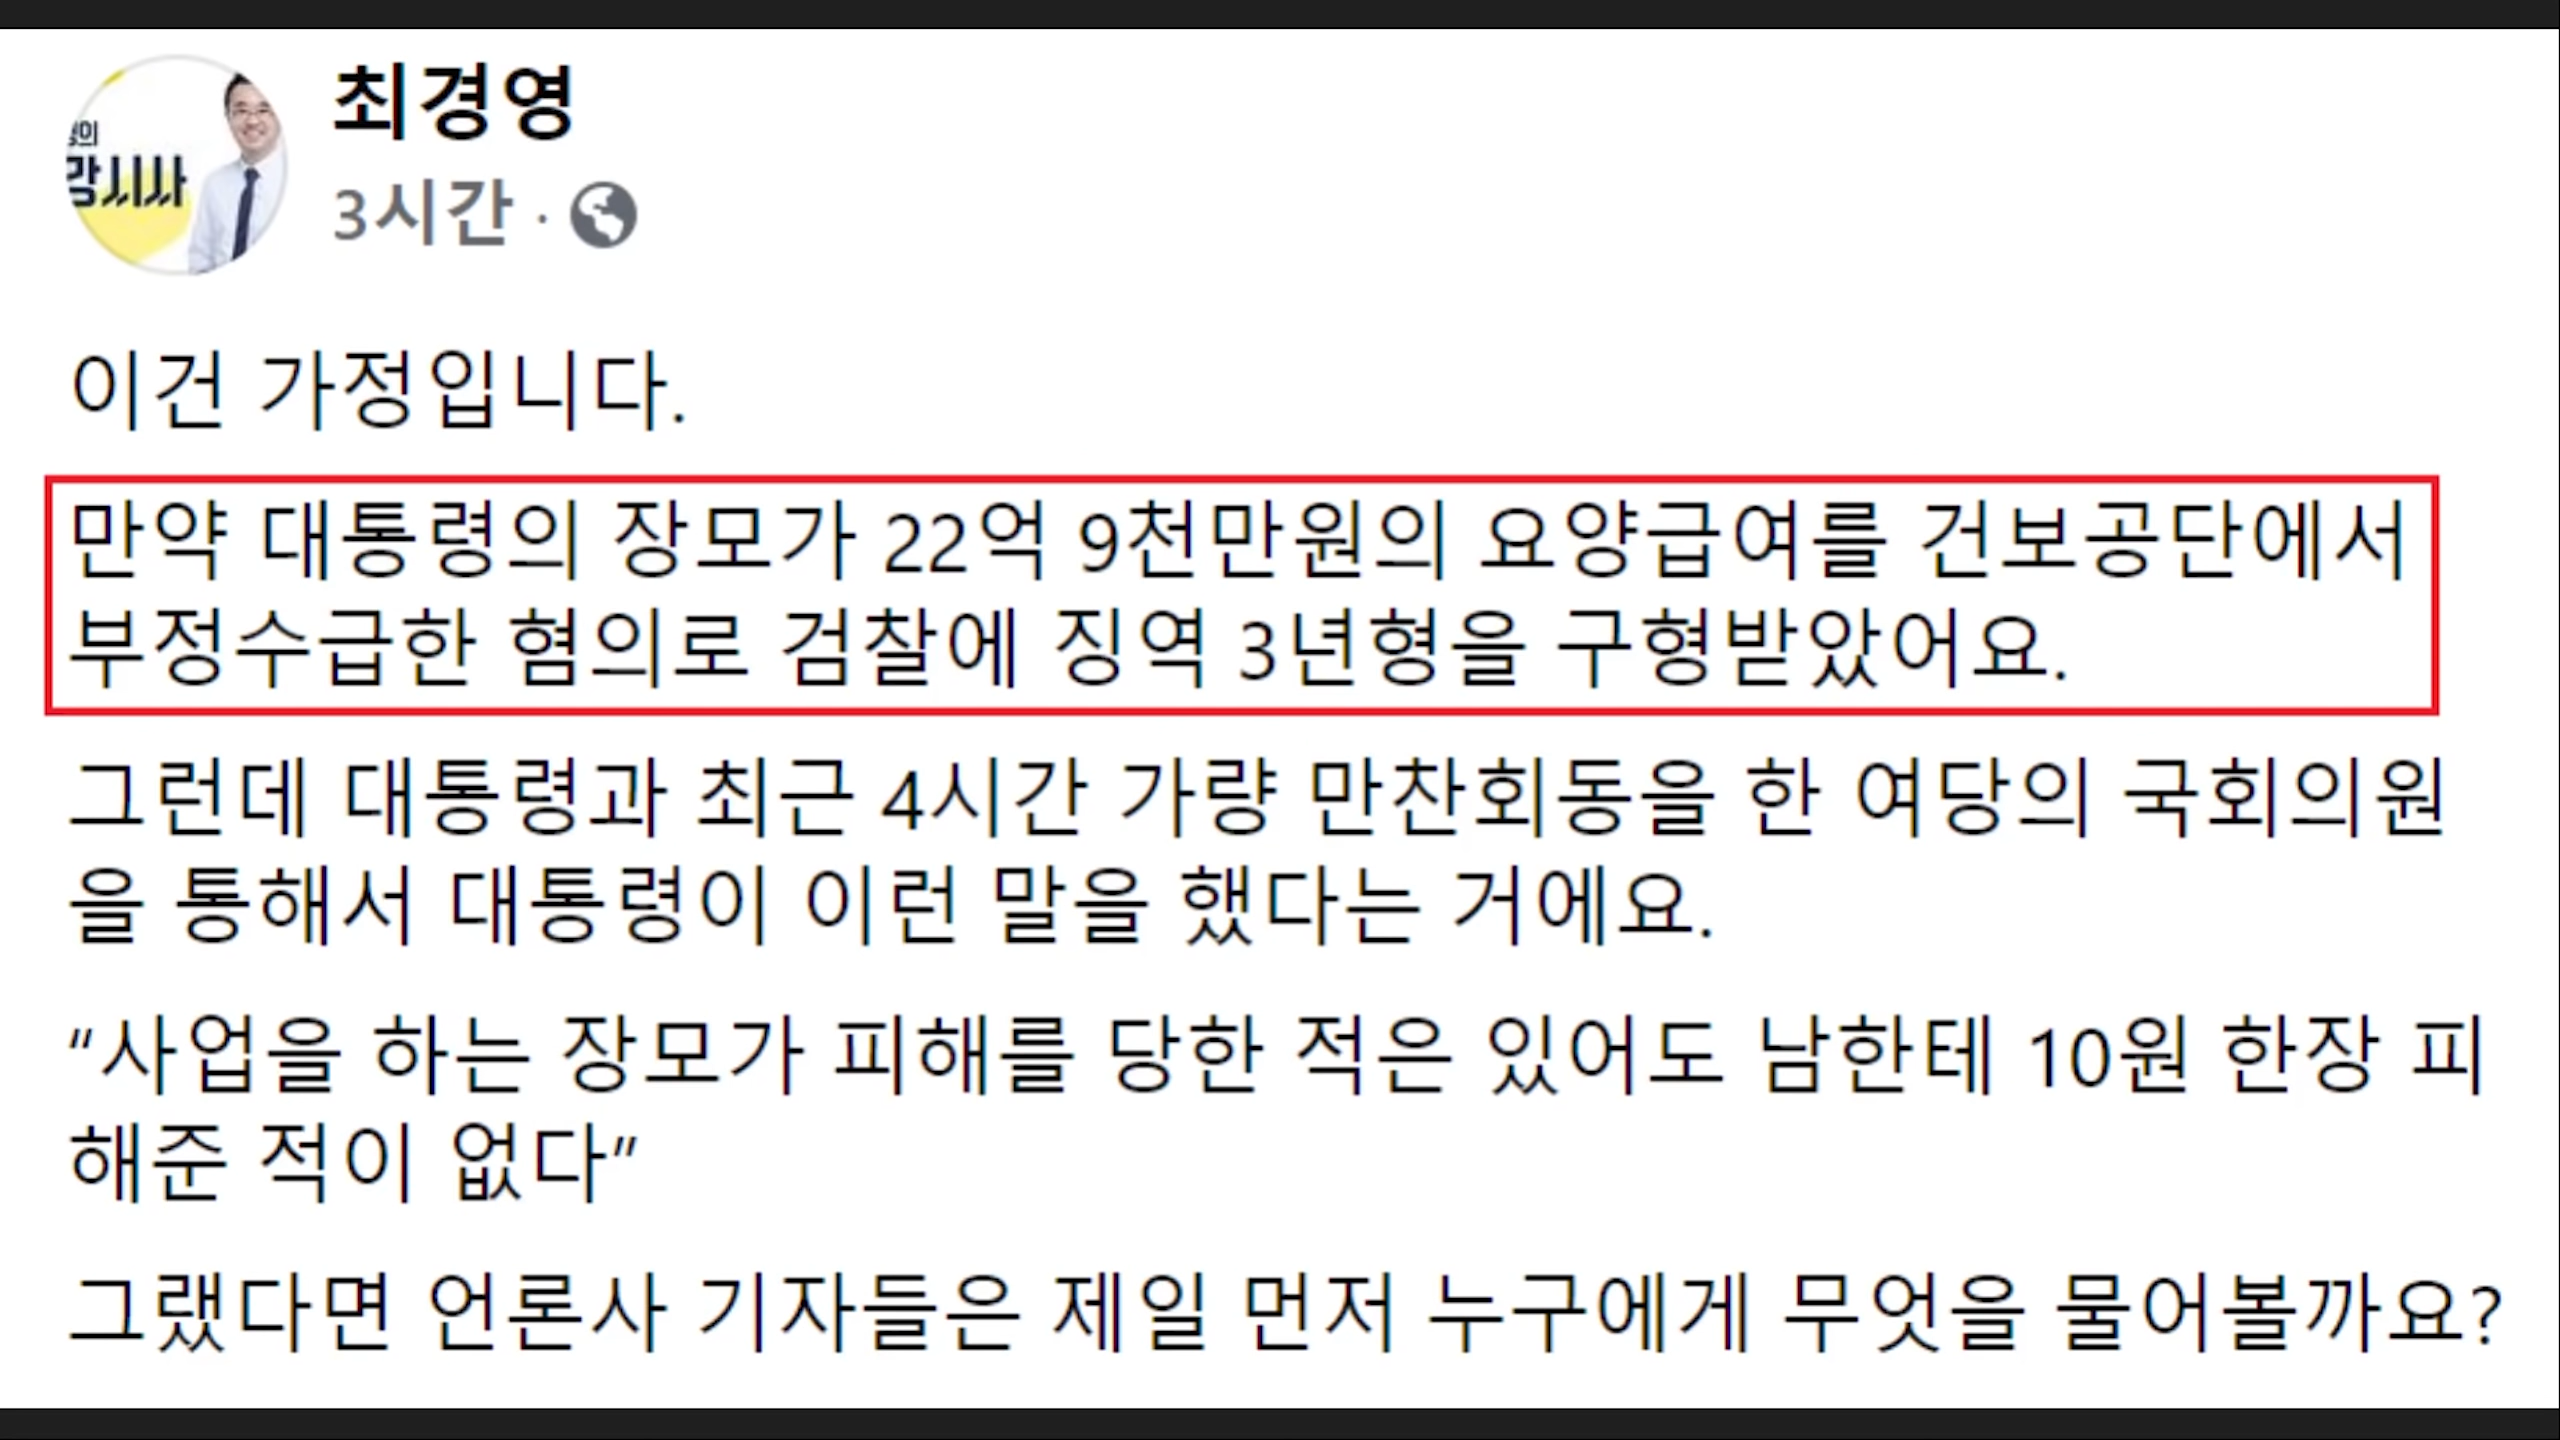 최경영
3시간 ·
의
강시사
이건 가정입니다.
만약 대통령의 장모가 22억 9천만원의 요양급여를 건보공단에서
부정수급한 혐의로 검찰에 징역 3년형을 구형받았어요.
그런데 대통령과 최근 4시간 가량 만찬회동을 한 여당의 국회의원
을 통해서 대통령이 이런 말을 했다는 거에요.
“사업을 하는 장모가 피해를 당한 적은 있어도 남한테 10원 한장 피
해준 적이 없다”
그랬다면 언론사 기자들은 제일 먼저 누구에게 무엇을 물어볼까요?